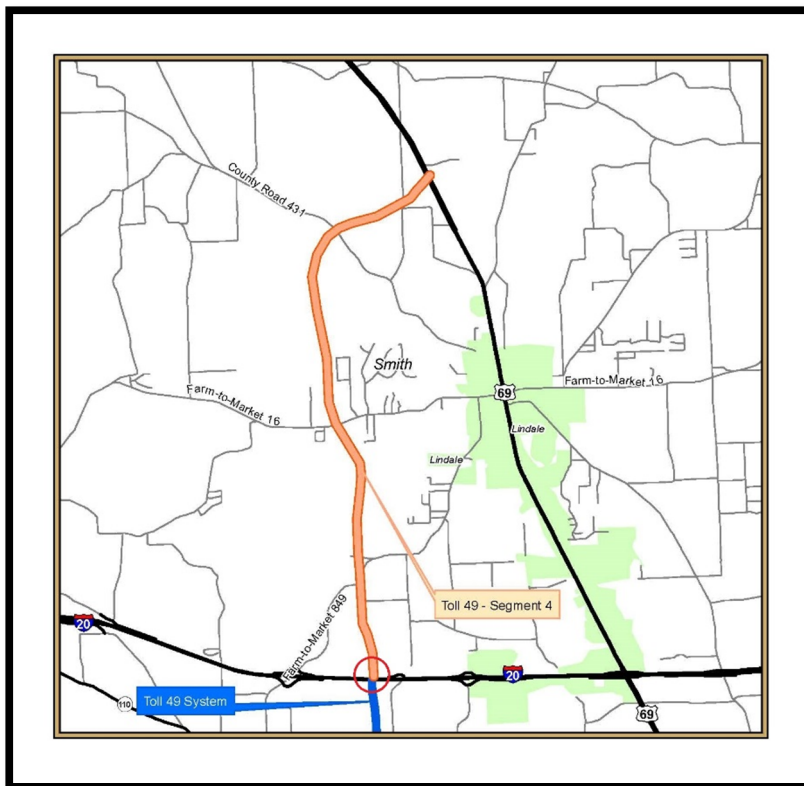 County Road 431
Smith
Farm-to-Market 16
69
Farm-to-Market 16
Lindale
Lindale
Toll 49 - Segment 4
Farm-to-Market 849
20
20
110
Toll 49 System
69